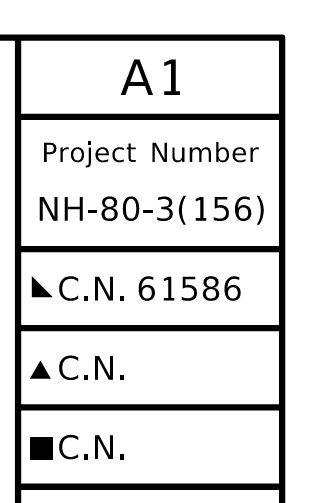 A1
Project Number
NH-80-3(156)
◣C.N. 61586
▲C.N.
■C.N.